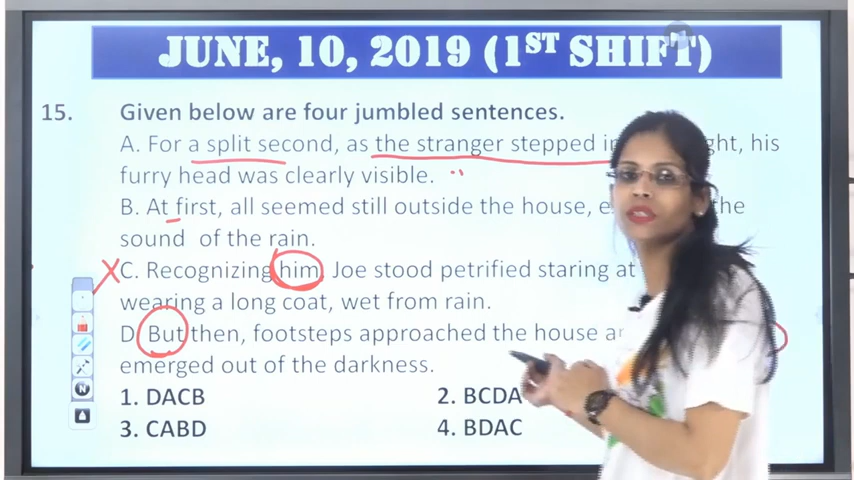 JUNE, 10, 2019 (1ST SHIFT)
15. Given below are four jumbled sentences.
A. For a split second, as the stranger stepped his
furry head was clearly visible.
B. At first, all seemed still outside the house, the
sound of the rain.
C. Recognizing him, Joe stood petrified staring at
wearing a long coat, wet from rain.
D. But then, footsteps approached the house
emerged out of the darkness.
1. DACB 2. BCDA
3. CABD 4. BDAC